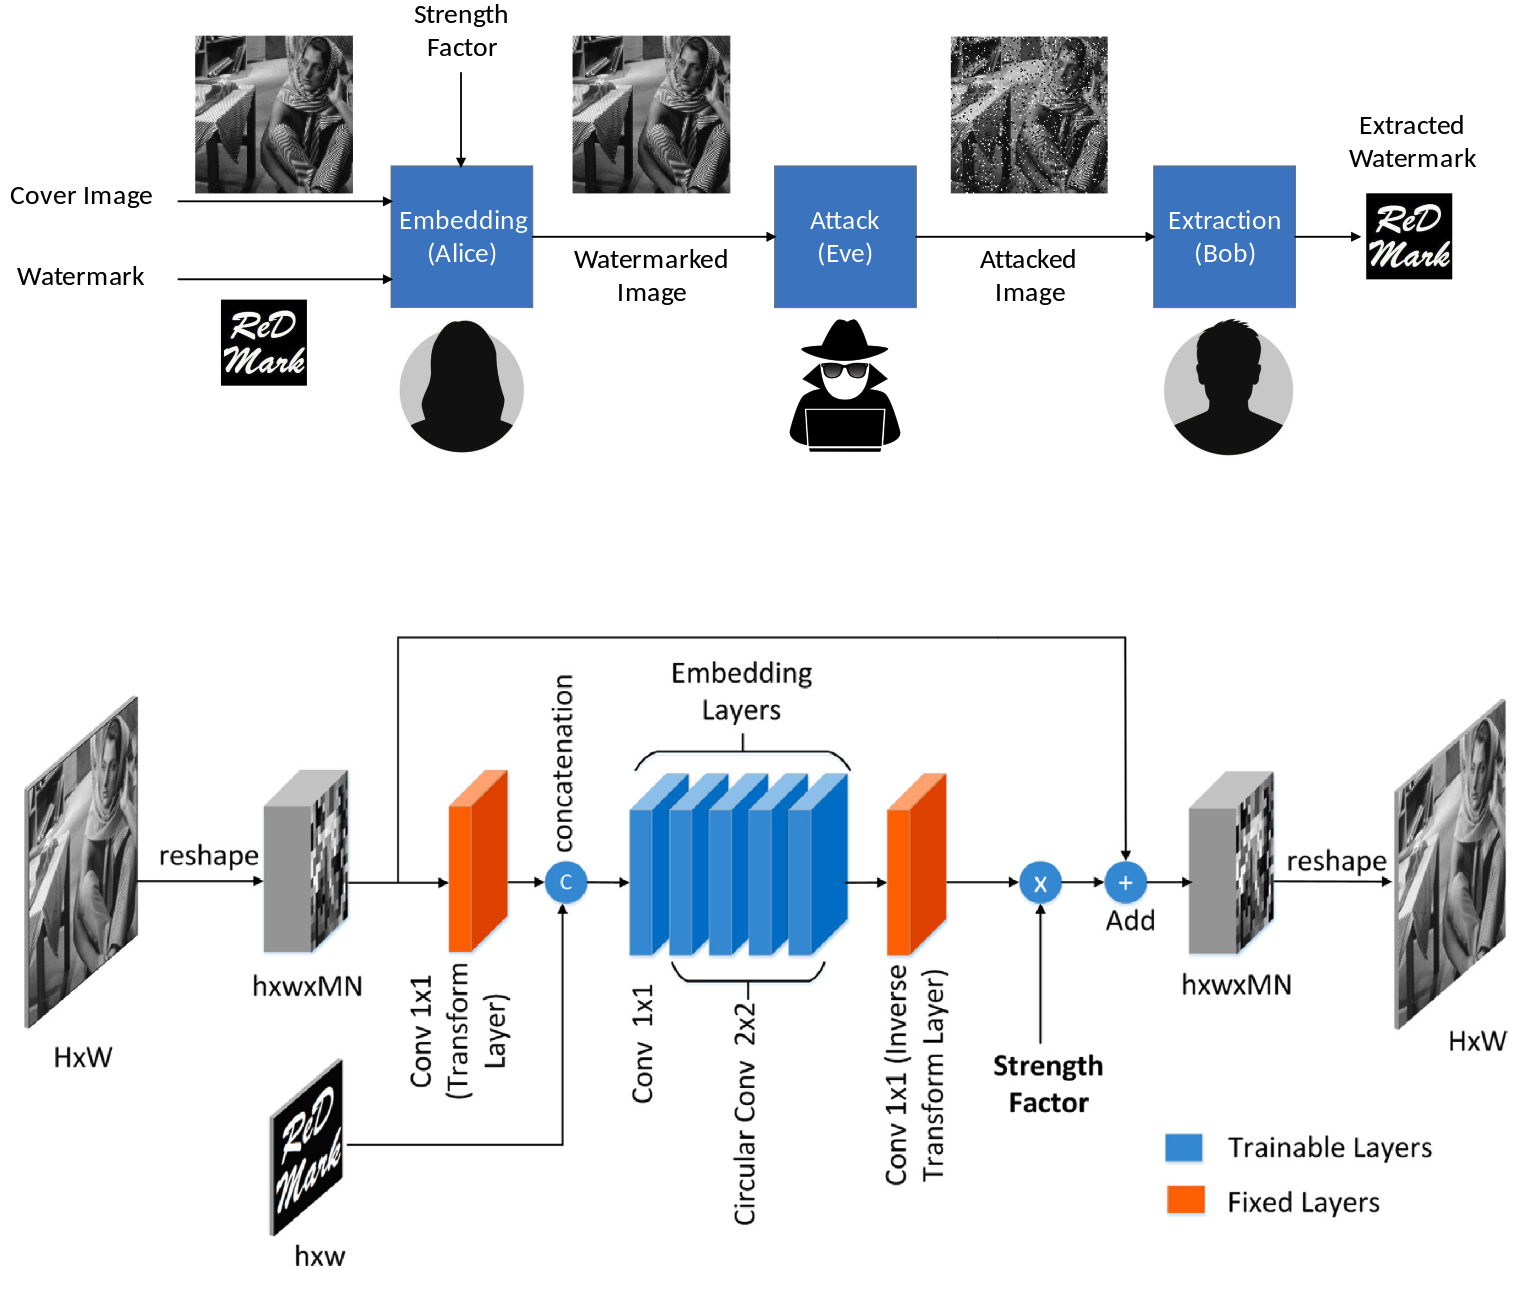 Strength
Factor
Cover Image
Watermark
ReD
Mark
Embedding
(Alice)
Watermarked
Image
Attack
(Eve)
Attacked
Image
Extraction
(Bob)
Extracted
Watermark
ReD
Mark
HxW
reshape
hxwxMN
Conv 1x1
(Transform
Layer)
ReD
Mark
hxw
concatenation
C
Embedding
Layers
Conv 1x1
Circular Conv 2x2
Conv 1x1 (Inverse
Transform Layer)
x
Strength
Factor
+
Add
hxwxMN
reshape
HxW
Trainable Layers
Fixed Layers